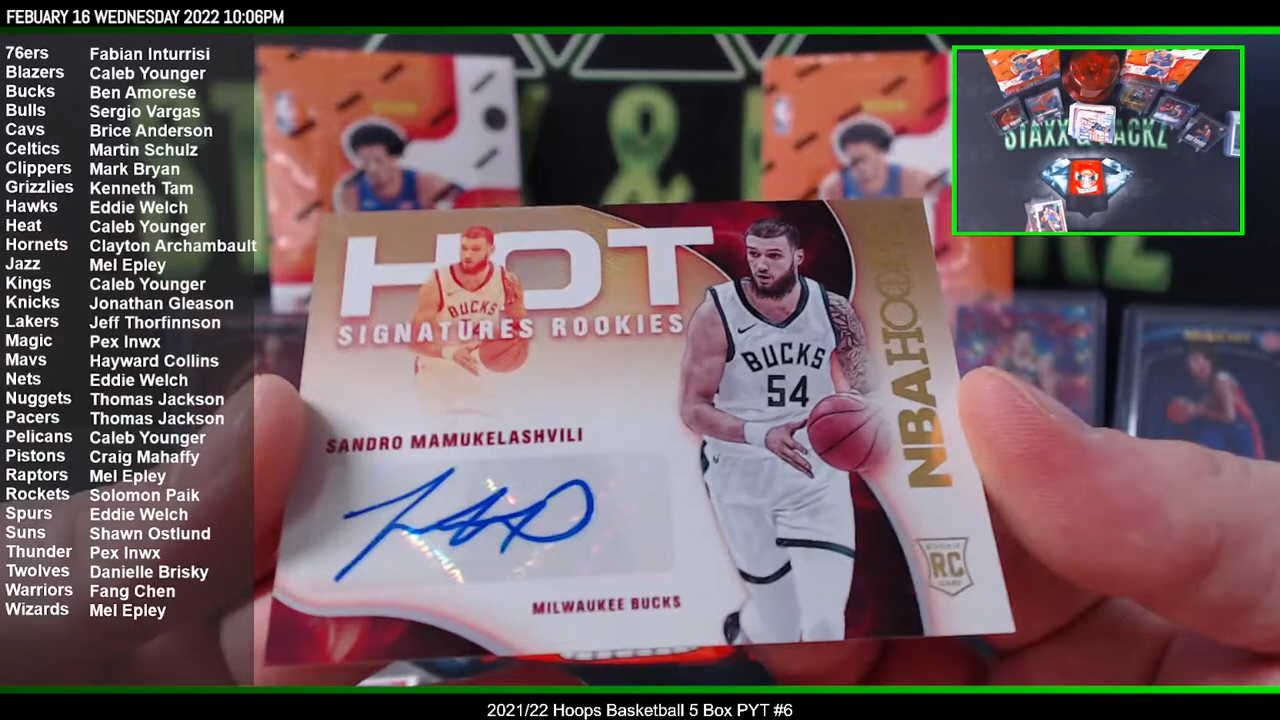 FEBUARY 16 WEDNESDAY 2022 10:06PM
76ers Fabian Inturrisi
Blazers Caleb Younger
Bucks Ben Amorese
Bulls Sergio Vargas
Cavs Brice Anderson
Celtics Martin Schulz
Clippers Mark Bryan
Grizzlies Kenneth Tam
Hawks Eddie Welch
Heat Caleb Younger
Hornets Clayton Archambault
Jazz Mel Epley
Kings Caleb Younger
Knicks Jonathan Gleason
Lakers Jeff Thorfinnson
Magic Pex Inwx
Mavs Hayward Collins
Nets Eddie Welch
Nuggets Thomas Jackson
Pacers Thomas Jackson
Pelicans Caleb Younger
Pistons Craig Mahaffy
Raptors Mel Epley
Rockets Solomon Paik
Spurs Eddie Welch
Suns Shawn Ostlund
Thunder Pex Inwx
Twolves Danielle Brisky
Warriors Fang Chen
Wizards Mel Epley
HOT
SIGNATURES ROOKIES
BUCKS
BUCKS
54
SANDRO MAMUKELASHVILI
MILWAUKEE BUCKS
NBA HOOPS
RC
&
STAXX & ACKZ
2021/22 Hoops Basketball 5 Box PYT #6